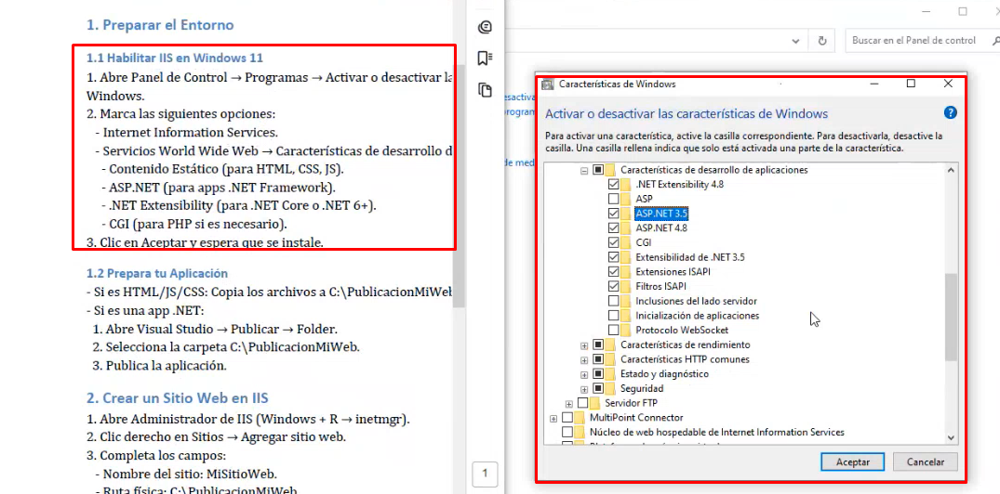 1. Preparar el Entorno
1.1 Habilitar IIS en Windows 11
1. Abre Panel de Control → Programas → Activar o desactivar
Windows.
2. Marca las siguientes opciones:
- Internet Information Services.
- Servicios World Wide Web → Características de desarrollo
- Contenido Estático (para HTML, CSS, JS).
- ASP.NET (para apps .NET Framework).
- .NET Extensibility (para .NET Core o .NET 6+).
- CGI (para PHP si es necesario).
3. Clic en Aceptar y espera que se instale.
1.2 Prepara tu Aplicación
- Si es HTML/JS/CSS: Copia los archivos a C:\PublicacionMiWeb
- Si es una app .NET:
1. Abre Visual Studio → Publicar → Folder.
2. Selecciona la carpeta C:\PublicacionMiWeb.
3. Publica la aplicación.
2. Crear un Sitio Web en IIS
1. Abre Administrador de IIS (Windows + R → inetmgr).
2. Clic derecho en Sitios → Agregar sitio web.
3. Completa los campos:
- Nombre del sitio: MiSitioWeb.
- Ruta física: C:\PublicacionMiWeb
1
Buscar en el Panel de control
Características de Windows
Activar o desactivar las características de Windows
Para activar una característica, active la casilla correspondiente. Para desactivarla, desactive la
casilla. Una casilla rellena indica que solo está activada una parte de la característica.
Características de desarrollo de aplicaciones
.NET Extensibility 4.8
ASP
ASP.NET 3.5
ASP.NET 4.8
CGI
Extensibilidad de .NET 3.5
Extensiones ISAPI
Filtros ISAPI
Inclusiones del lado servidor
Inicialización de aplicaciones
Protocolo WebSocket
Características de rendimiento
Características HTTP comunes
Estado y diagnóstico
Seguridad
Servidor FTP
MultiPoint Connector
Núcleo de web hospedable de Internet Information Services
Aceptar
Cancelar